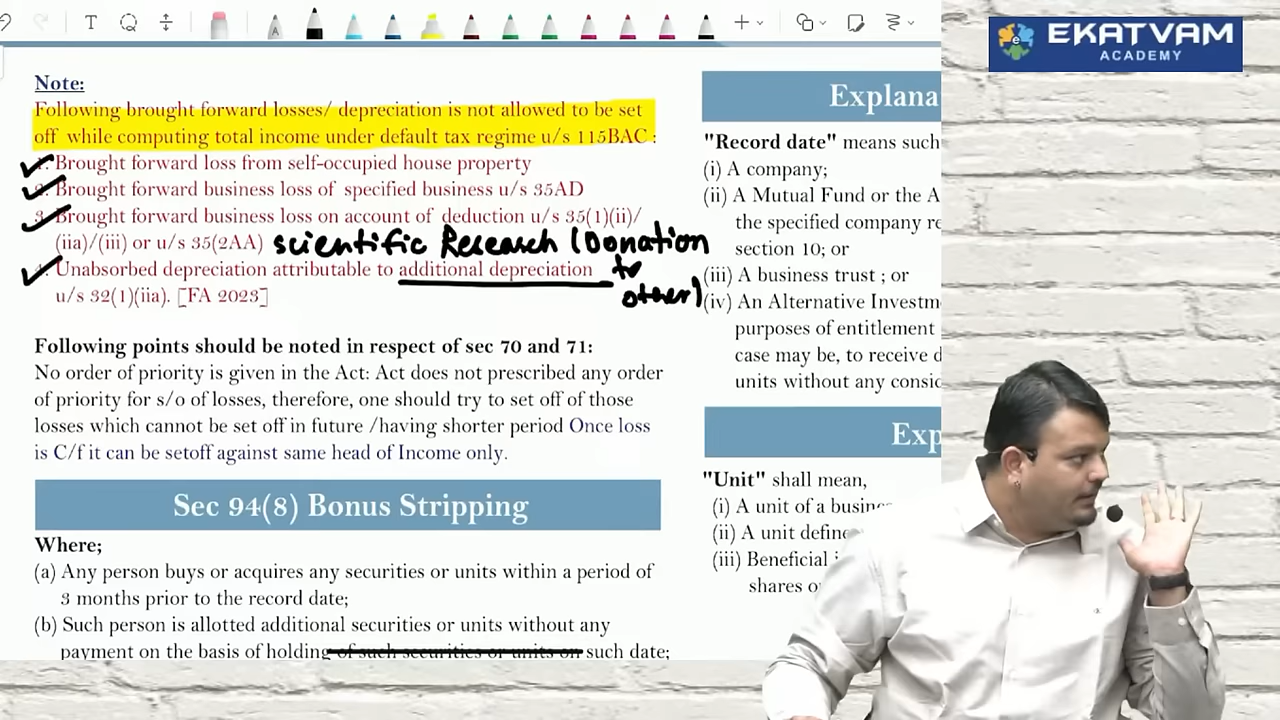 EKATVAM
ACADEMY
Note:
Following brought forward losses/ depreciation is not allowed to be set
off while computing total income under default tax regime u/s 115BAC :
Brought forward loss from self-occupied house property
Brought forward business loss of specified business u/s 35AD
3. Brought forward business loss on account of deduction u/s 35(1)(ii)/
(iia)/(iii) or u/s 35(2AA) scientific Research (Donation
Unabsorbed depreciation attributable to additional depreciation to
u/s 32(1)(iia). [FA 2023] other)
Following points should be noted in respect of sec 70 and 71:
No order of priority is given in the Act: Act does not prescribed any order
of priority for s/o of losses, therefore, one should try to set off of those
losses which cannot be set off in future /having shorter period Once loss
is C/f it can be setoff against same head of Income only.
Sec 94(8) Bonus Stripping
Where;
(a) Any person buys or acquires any securities or units within a period of
3 months prior to the record date;
(b) Such person is allotted additional securities or units without any
payment on the basis of holding of such securities or units on such date;
Explana
"Record date" means such
(i) A company;
(ii) A Mutual Fund or the A
the specified company re
section 10; or
(iii) A business trust ; or
(iv) An Alternative Investm
purposes of entitlement
case may be, to receive d
units without any consid
Exp
"Unit" shall mean,
(i) A unit of a busine
(ii) A unit define
(iii) Beneficial i
shares o